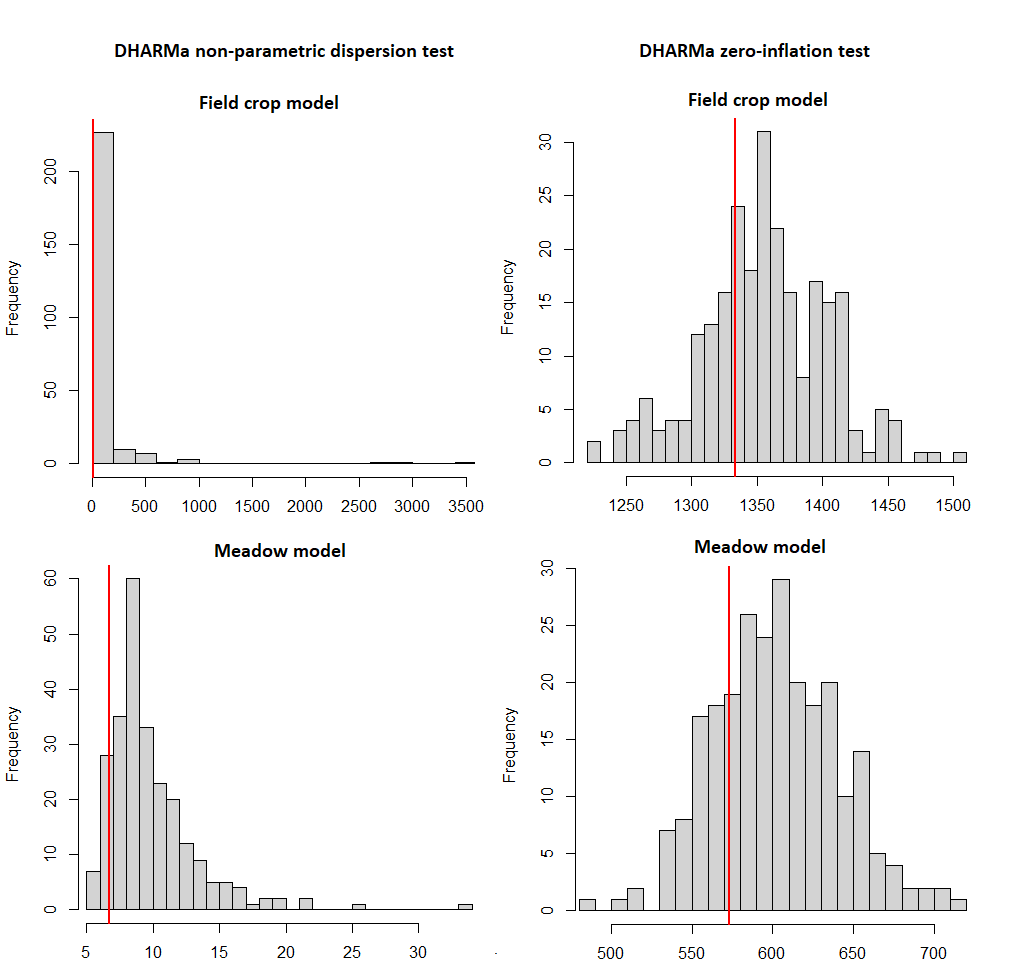 DHARMa non-parametric dispersion test
DHARMa zero-inflation test
Field crop model
Frequency
0
50
100
150
200
0 500 1000 1500 2000 2500 3000 3500
Field crop model
Frequency
0
5
10
15
20
25
30
1250 1300 1350 1400 1450 1500
Meadow model
Frequency
0
10
20
30
40
50
60
5 10 15 20 25 30
Meadow model
Frequency
0
5
10
15
20
25
30
500 550 600 650 700